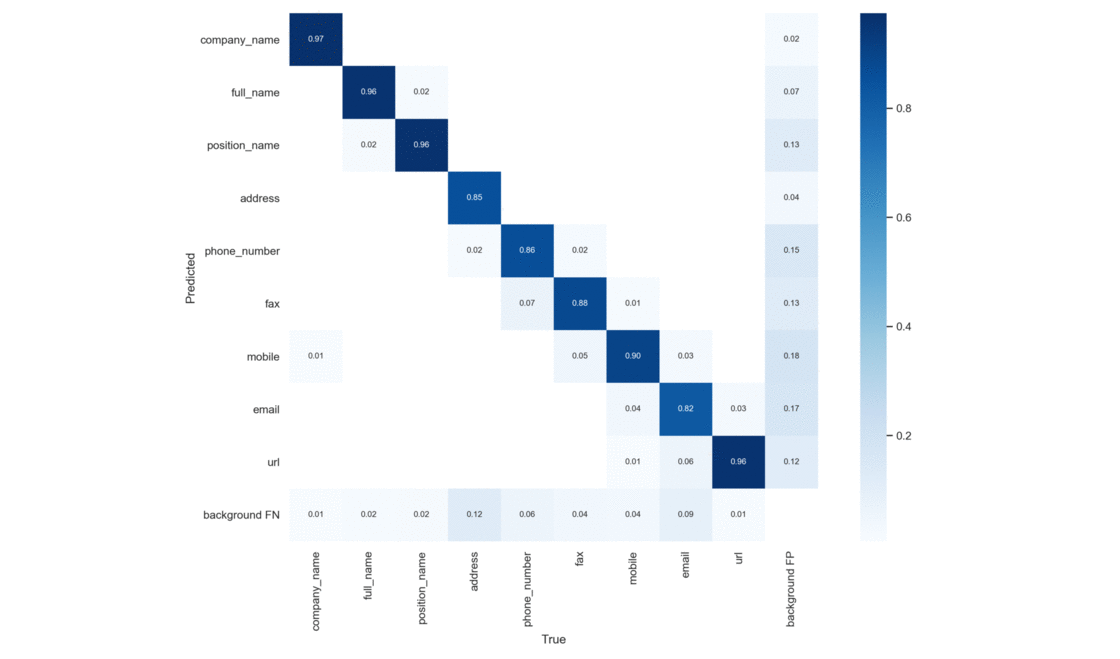 company_name 0.97 0.02
full_name 0.96 0.02 0.07 0.8
position_name 0.02 0.96 0.13
address 0.85 0.04 0.6
phone_number 0.02 0.86 0.02 0.15
Predicted
fax 0.07 0.88 0.01 0.13 0.4
mobile 0.01 0.05 0.90 0.03 0.18
email 0.04 0.82 0.03 0.17 0.2
url 0.01 0.06 0.96 0.12
background FN 0.01 0.02 0.02 0.12 0.06 0.04 0.04 0.09 0.01
company_name full_name position_name address phone_number fax mobile email url background FP
True